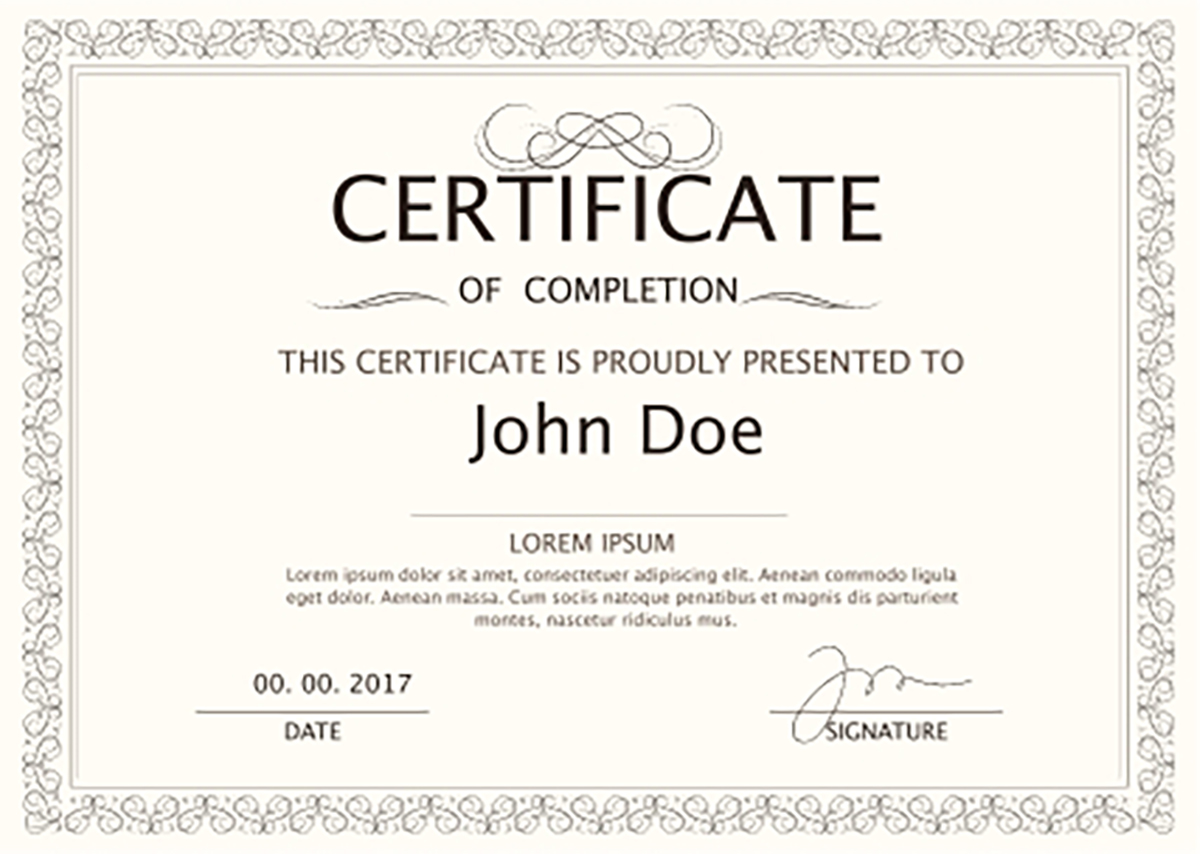 CERTIFICATE
OF COMPLETION
THIS CERTIFICATE IS PROUDLY PRESENTED TO
John Doe
LOREM IPSUM
Lorem ipsum dolor sit amet, consectetuer adipiscing elit. Aenean commodo ligula
eget dolor. Aenean massa. Cum sociis natoque penatibus et magnis dis parturient
montes, nascetur ridiculus mus.
00. 00. 2017
DATE
SIGNATURE